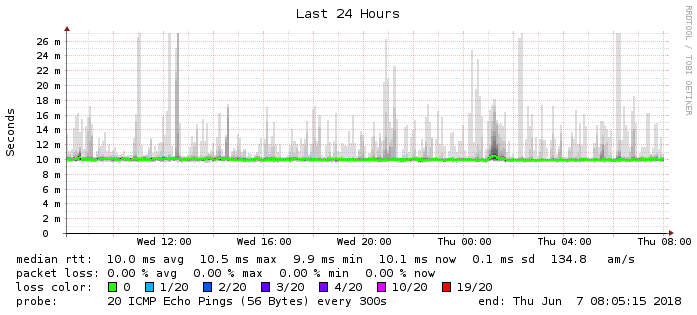 Last 24 Hours
RRDTOOL / TOBI OETIKER
Seconds
26 m
24 m
22 m
20 m
18 m
16 m
14 m
12 m
10 m
8 m
6 m
4 m
2 m
0
Wed 12:00 Wed 16:00 Wed 20:00 Thu 00:00 Thu 04:00 Thu 08:00
median rtt: 10.0 ms avg 10.5 ms max 9.9 ms min 10.1 ms now 0.1 ms sd 134.8 am/s
packet loss: 0.00 % avg 0.00 % max 0.00 % min 0.00 % now
loss color: 0 1/20 2/20 3/20 4/20 10/20 19/20
probe: 20 ICMP Echo Pings (56 Bytes) every 300s end: Thu Jun 7 08:05:15 2018